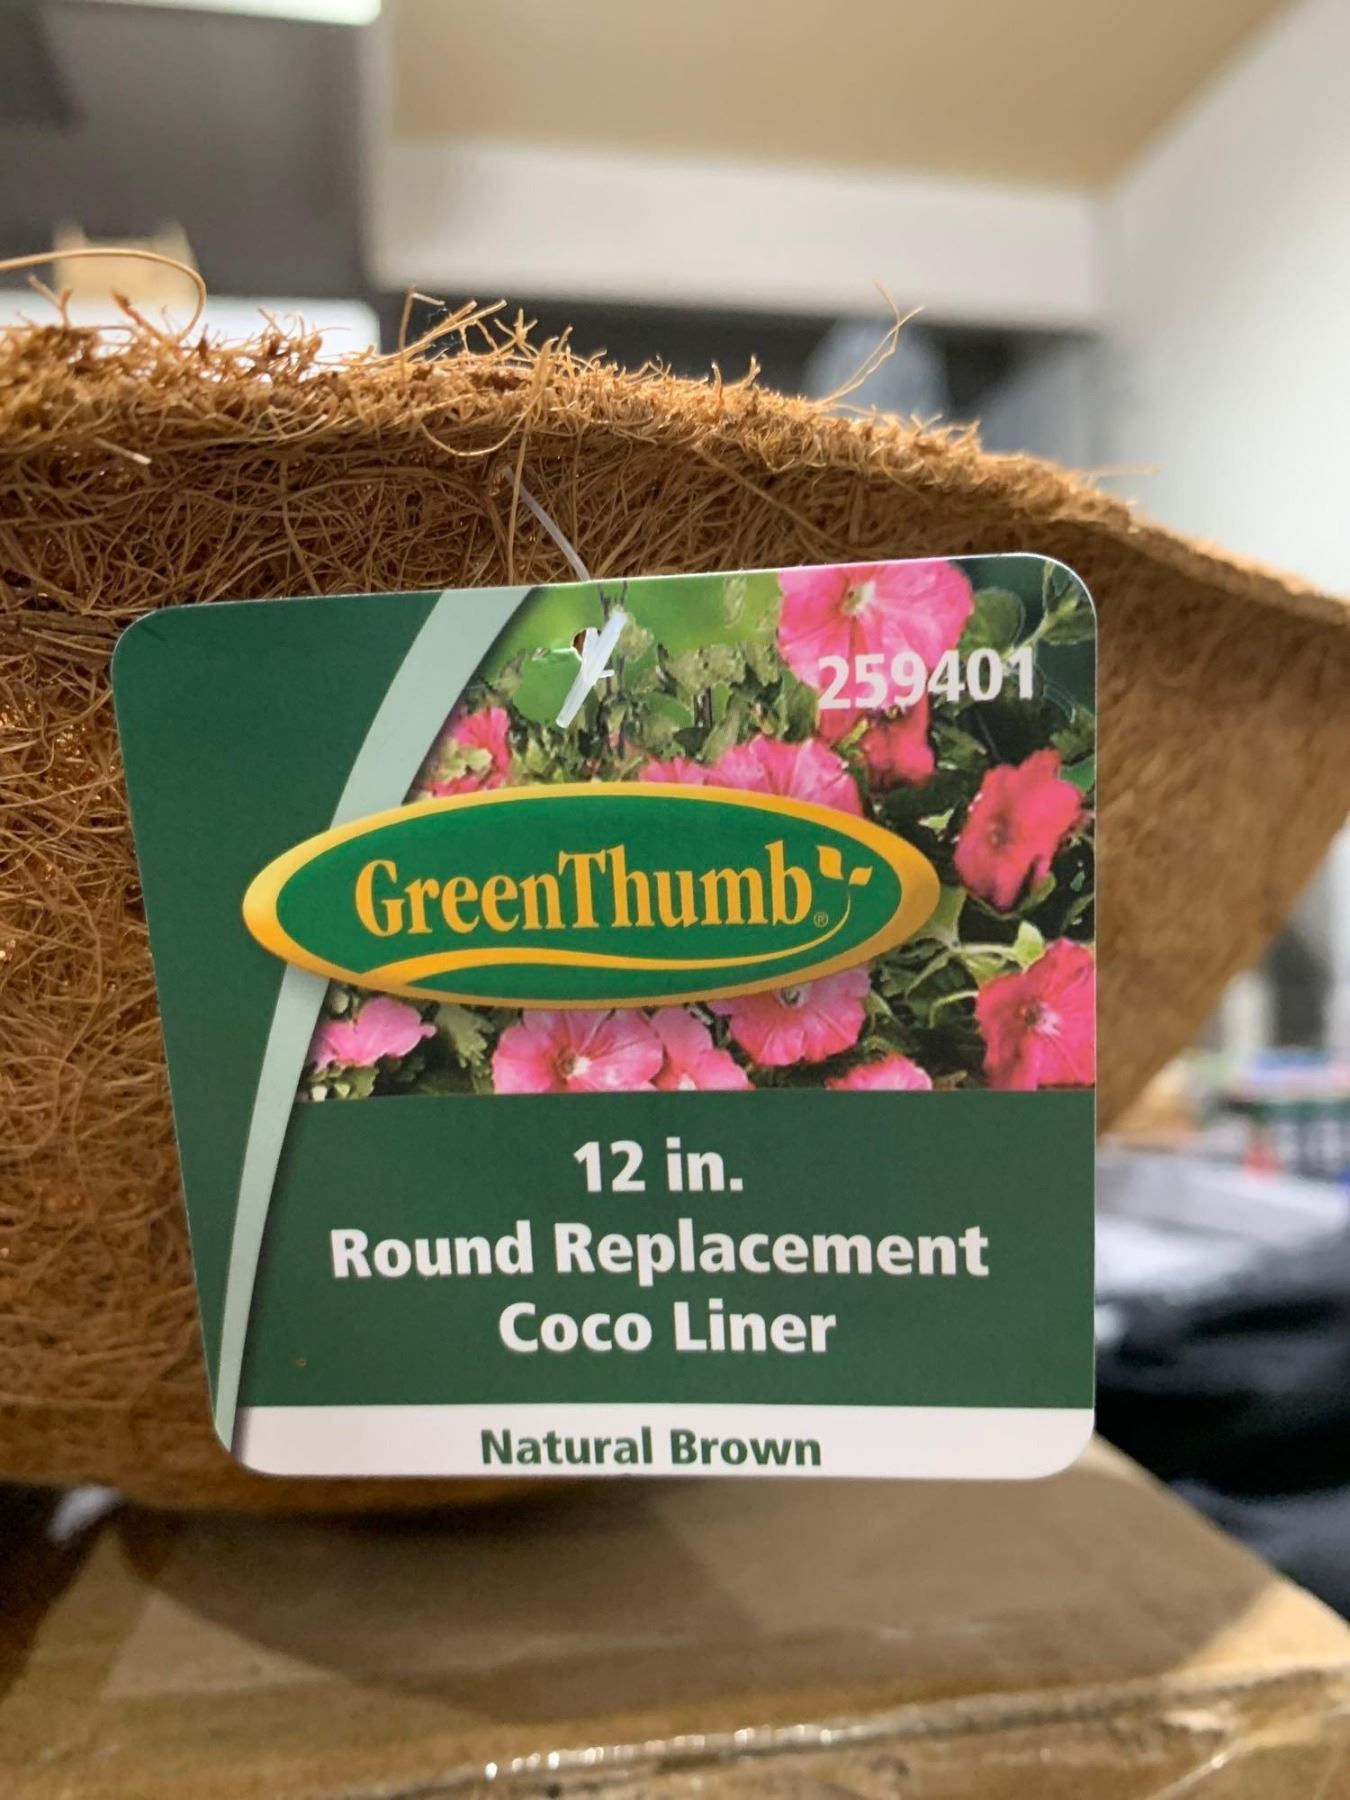 259401
GreenThumb®
12 in.
Round Replacement
Coco Liner
Natural Brown